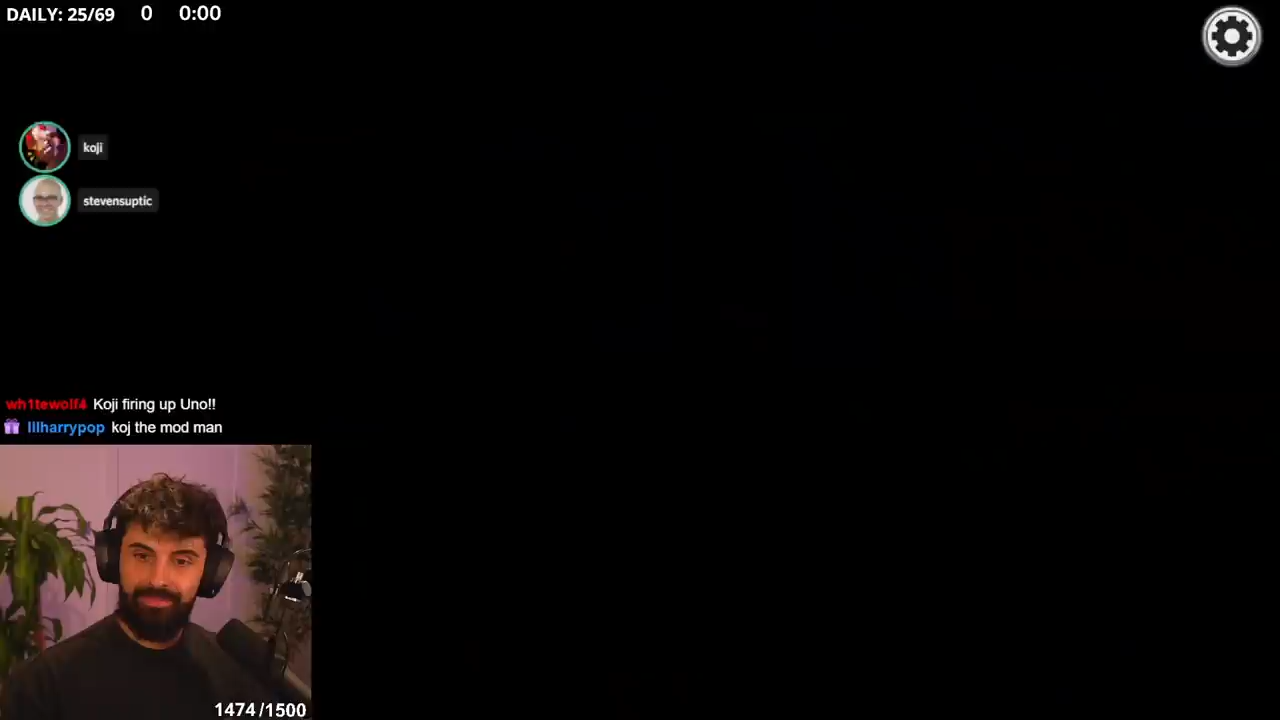 DAILY: 25/69 0 0:00
koji
stevensuptic
wh1tewolf4 Koji firing up Uno!!
lllharrypop koj the mod man
1474/1500